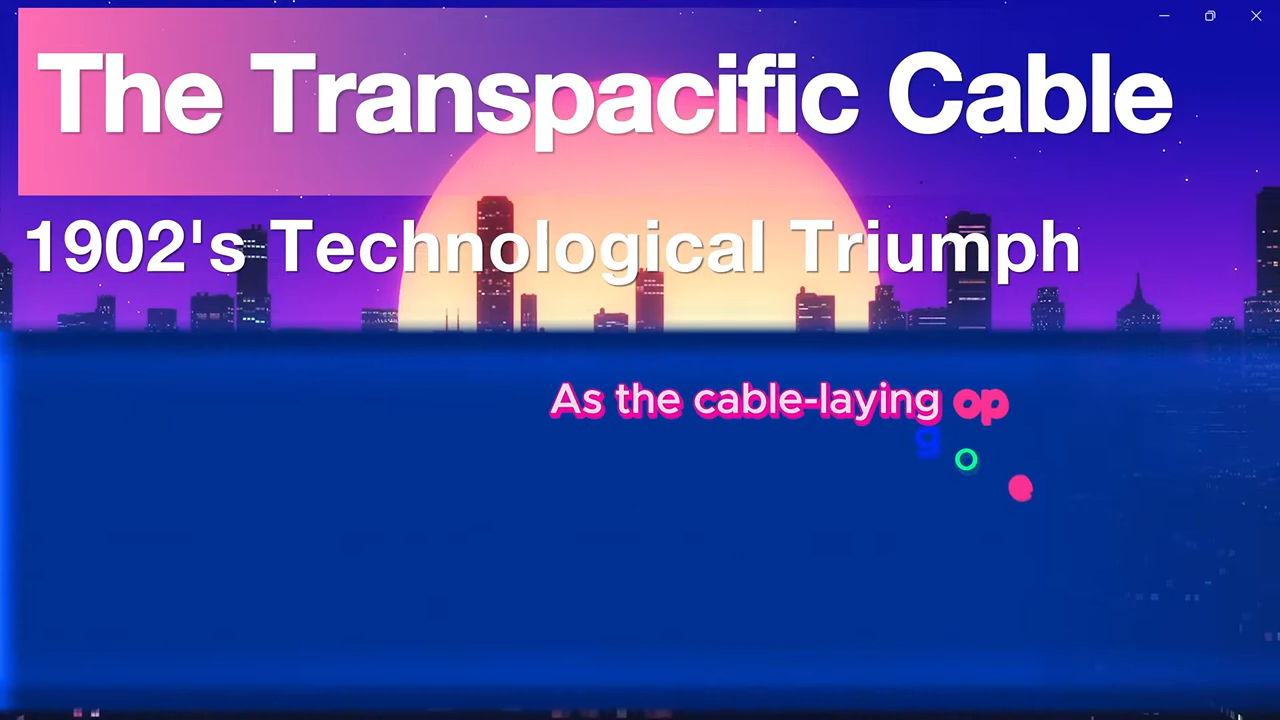 The Transpacific Cable
1902's Technological Triumph
As the cable-laying op
g
o